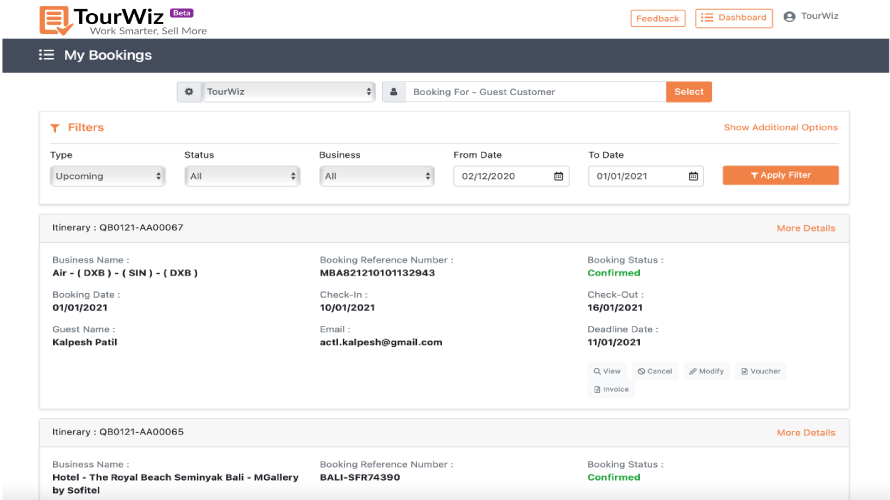 TourWiz Beta
Work Smarter, Sell More
Feedback
Dashboard
TourWiz
My Bookings
TourWiz
Booking For - Guest Customer
Select
Filters
Show Additional Options
Type
Status
Business
From Date
To Date
Upcoming
All
All
02/12/2020
01/01/2021
Apply Filter
Itinerary : QB0121-AA00067
More Details
Business Name :
Booking Reference Number :
Booking Status :
Air - ( DXB ) - ( SIN ) - ( DXB )
MBA821210101132943
Confirmed
Booking Date :
Check-In :
Check-Out :
01/01/2021
10/01/2021
16/01/2021
Guest Name :
Email :
Deadline Date :
Kalpesh Patil
actl.kalpesh@gmail.com
11/01/2021
View
Cancel
Modify
Voucher
Invoice
Itinerary : QB0121-AA00065
More Details
Business Name :
Booking Reference Number :
Booking Status :
Hotel - The Royal Beach Seminyak Bali - MGallery
BALI-SFR74390
Confirmed
by Sofitel